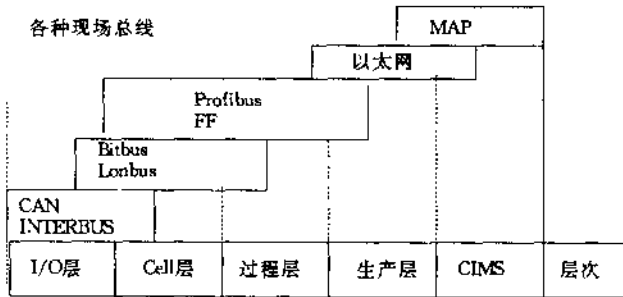 各种现场总线
MAP
以太网
Profibus
FF
Bitbus
Lonbus
CAN
INTERBUS
I/O层 Cell层 过程层 生产层 CIMS 层次